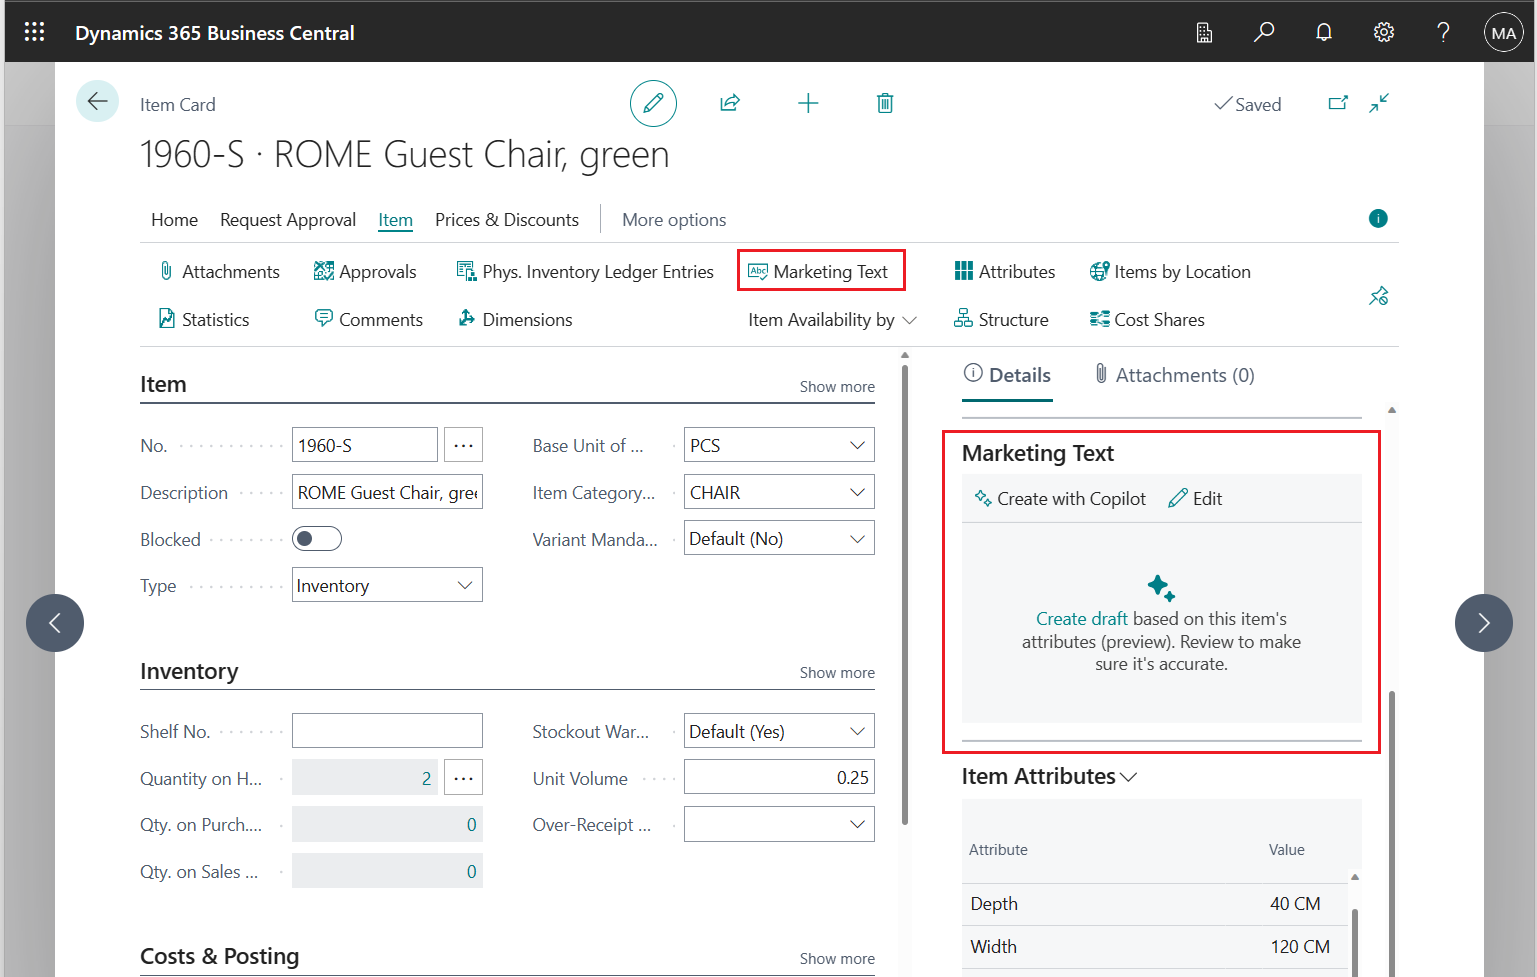 Dynamics 365 Business Central
MA
Item Card
Saved
1960-S · ROME Guest Chair, green
Home Request Approval Item Prices & Discounts More options
Attachments Approvals Phys. Inventory Ledger Entries Abc Marketing Text Attributes Items by Location
Statistics Comments Dimensions Item Availability by Structure Cost Shares
Item Show more
No. 1960-S ... Base Unit of ... PCS
Description ROME Guest Chair, gree Item Category... CHAIR
Blocked Variant Manda... Default (No)
Type Inventory
Inventory Show more
Shelf No. Stockout War... Default (Yes)
Quantity on H... 2 ... Unit Volume 0.25
Qty. on Purch.... 0 Over-Receipt ...
Qty. on Sales ... 0
Costs & Posting Show more
Details Attachments (0)
Marketing Text
Create with Copilot Edit
Create draft based on this item's
attributes (preview). Review to make
sure it's accurate.
Item Attributes
Attribute Value
Depth 40 CM
Width 120 CM